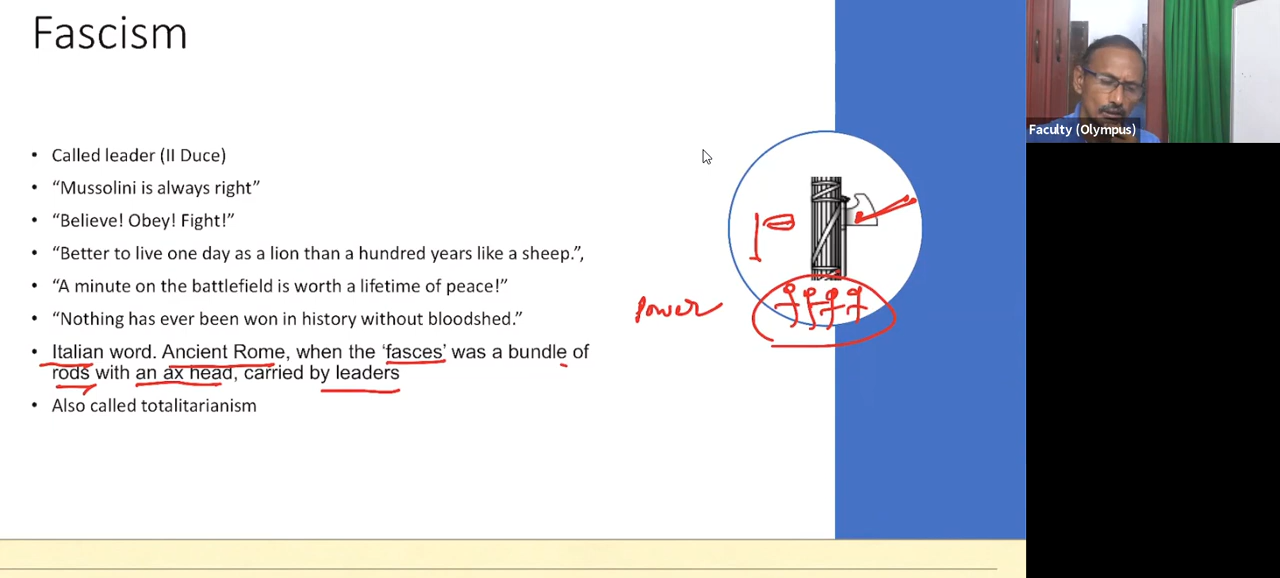 Fascism
Faculty (Olympus)
• Called leader (II Duce)
• “Mussolini is always right”
• “Believe! Obey! Fight!”
• “Better to live one day as a lion than a hundred years like a sheep.”,
• “A minute on the battlefield is worth a lifetime of peace!”
• “Nothing has ever been won in history without bloodshed.”
• Italian word. Ancient Rome, when the ‘fasces’ was a bundle of
rods with an ax head, carried by leaders
• Also called totalitarianism
Power